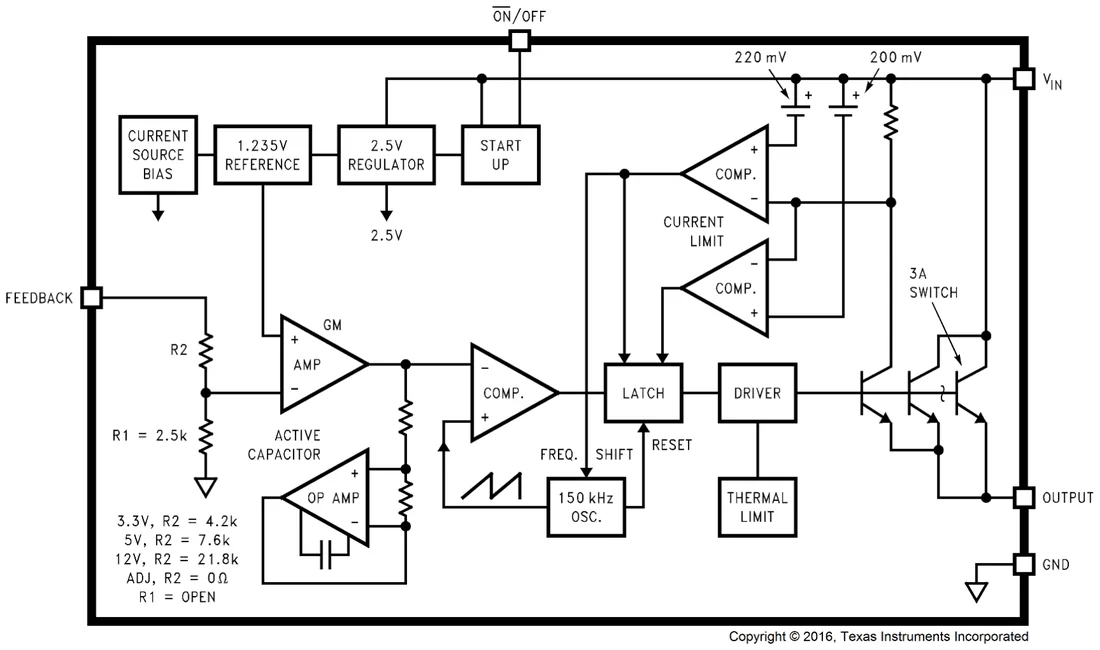 ON/OFF
220 mV
200 mV
VIN
CURRENT
SOURCE
BIAS
1.235V
REFERENCE
2.5V
REGULATOR
START
UP
+
+
+
COMP.
−
2.5V
CURRENT
LIMIT
−
COMP.
+
3A
SWITCH
FEEDBACK
GM
R2
+
AMP
−
−
COMP.
+
LATCH
DRIVER
R1 = 2.5k
ACTIVE
CAPACITOR
FREQ. SHIFT
RESET
+
OP AMP
−
150 kHz
OSC.
THERMAL
LIMIT
OUTPUT
3.3V, R2 = 4.2k
5V, R2 = 7.6k
12V, R2 = 21.8k
ADJ, R2 = 0Ω
R1 = OPEN
GND
Copyright © 2016, Texas Instruments Incorporated